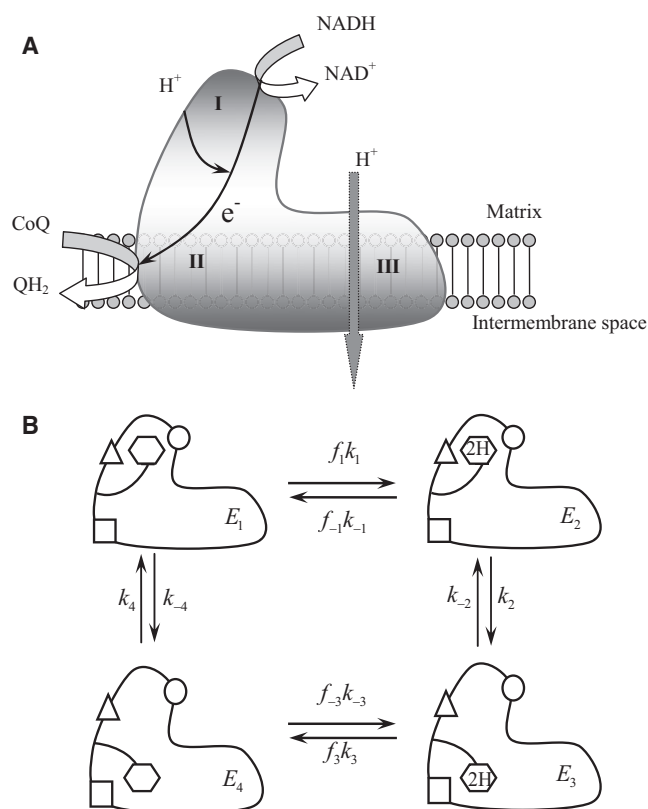 A
NADH
NAD+
H+
I
H+
e-
CoQ
Matrix
II
III
QH2
Intermembrane space
B
2H
f1k1
E1
f-1k-1
E2
k4
k-4
k-2
k2
f-3k-3
E4
f3k3
2H
E3